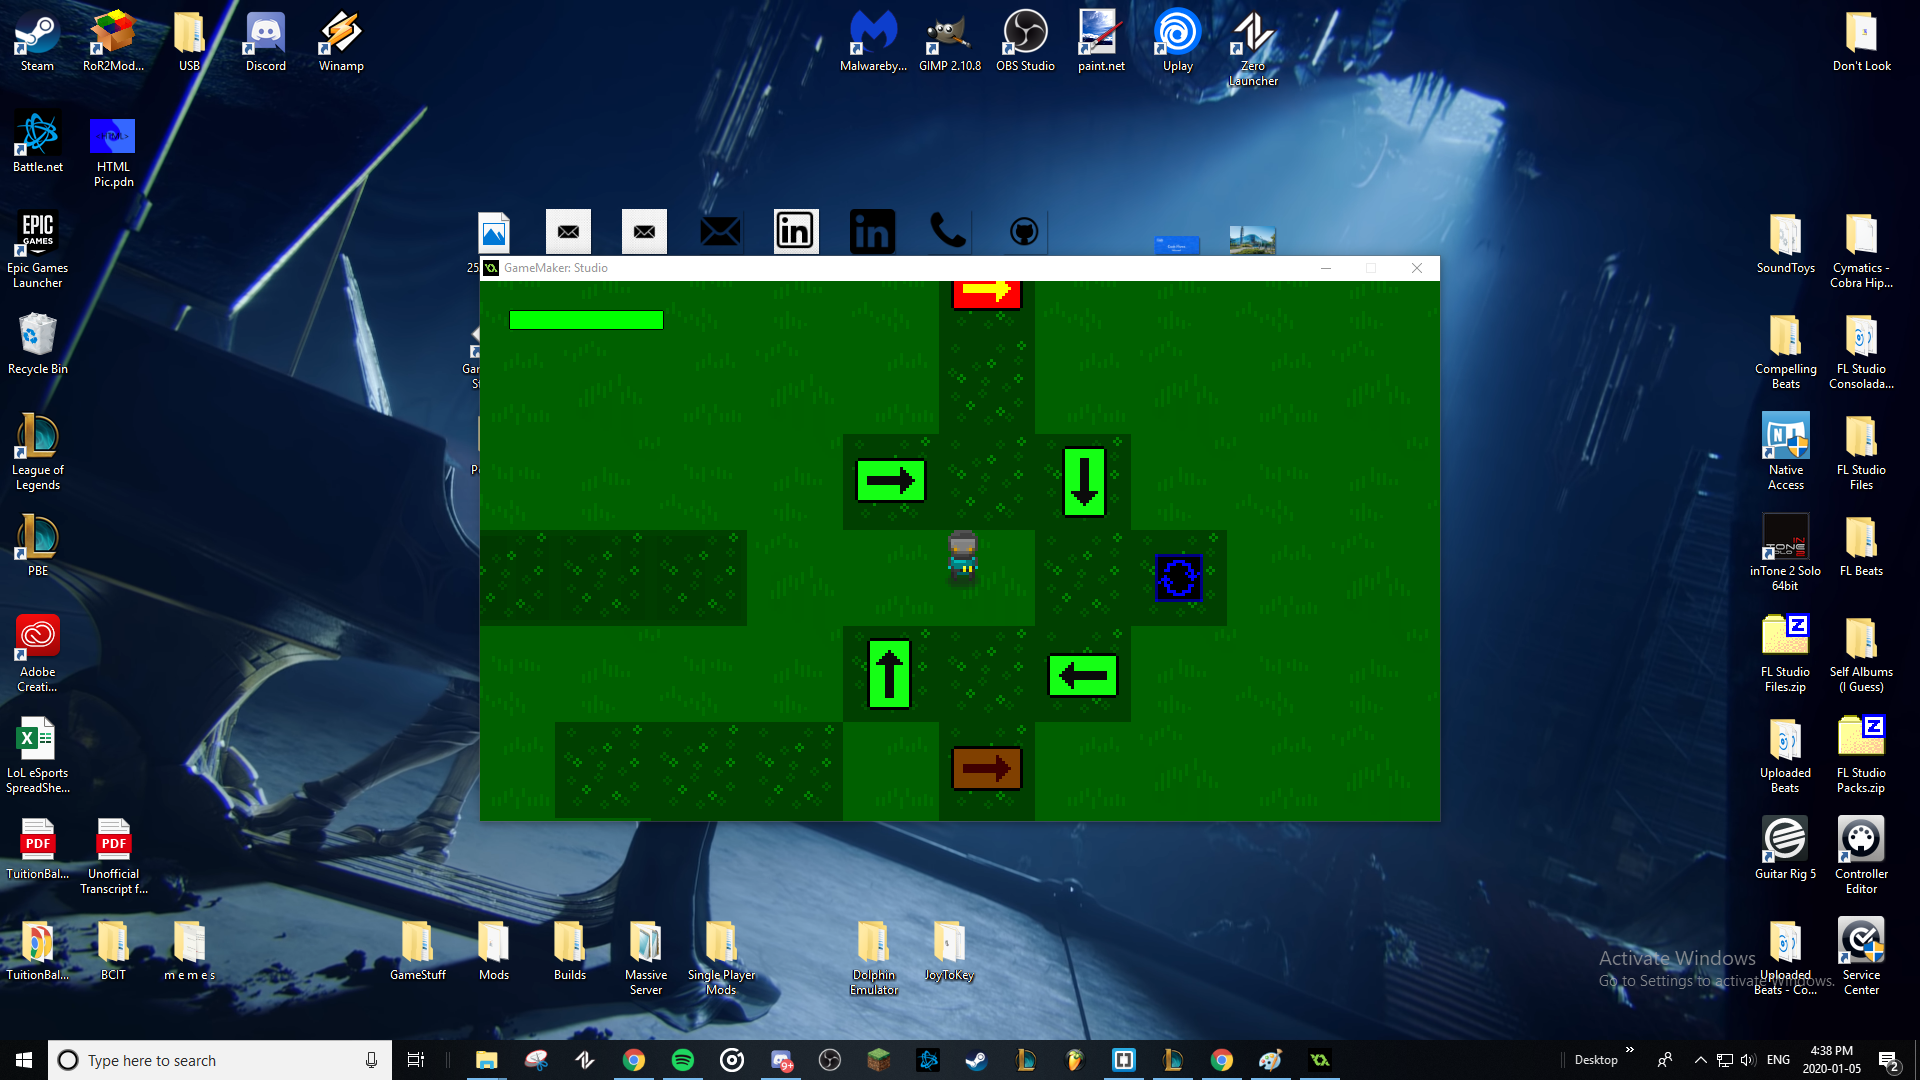 Steam
RoR2Mod...
USB
Discord
Winamp
Malwareby...
GIMP 2.10.8
OBS Studio
paint.net
Uplay
Zero
Launcher
Don't Look
Battle.net
HTML
Pic.pdn
EPIC
GAMES
Epic Games
Launcher
25
SoundToys
Cymatics -
Cobra Hip...
GameMaker: Studio
Recycle Bin
Compelling
Beats
FL Studio
Consolada...
League of
Legends
Native
Access
FL Studio
Files
PBE
inTone 2 Solo
64bit
FL Beats
Adobe
Creati...
FL Studio
Files.zip
Self Albums
(I Guess)
LoL eSports
SpreadShe...
Uploaded
Beats
FL Studio
Packs.zip
PDF
PDF
TuitionBal...
Unofficial
Transcript f...
Guitar Rig 5
Controller
Editor
TuitionBal...
BCIT
m e m e s
GameStuff
Mods
Builds
Massive
Server
Single Player
Mods
Dolphin
Emulator
JoyToKey
Uploaded
Beats - Co...
Service
Center
Activate Windows
Go to Settings to activate Windows.
Type here to search
9+
Desktop
ENG
4:38 PM
2020-01-05
2